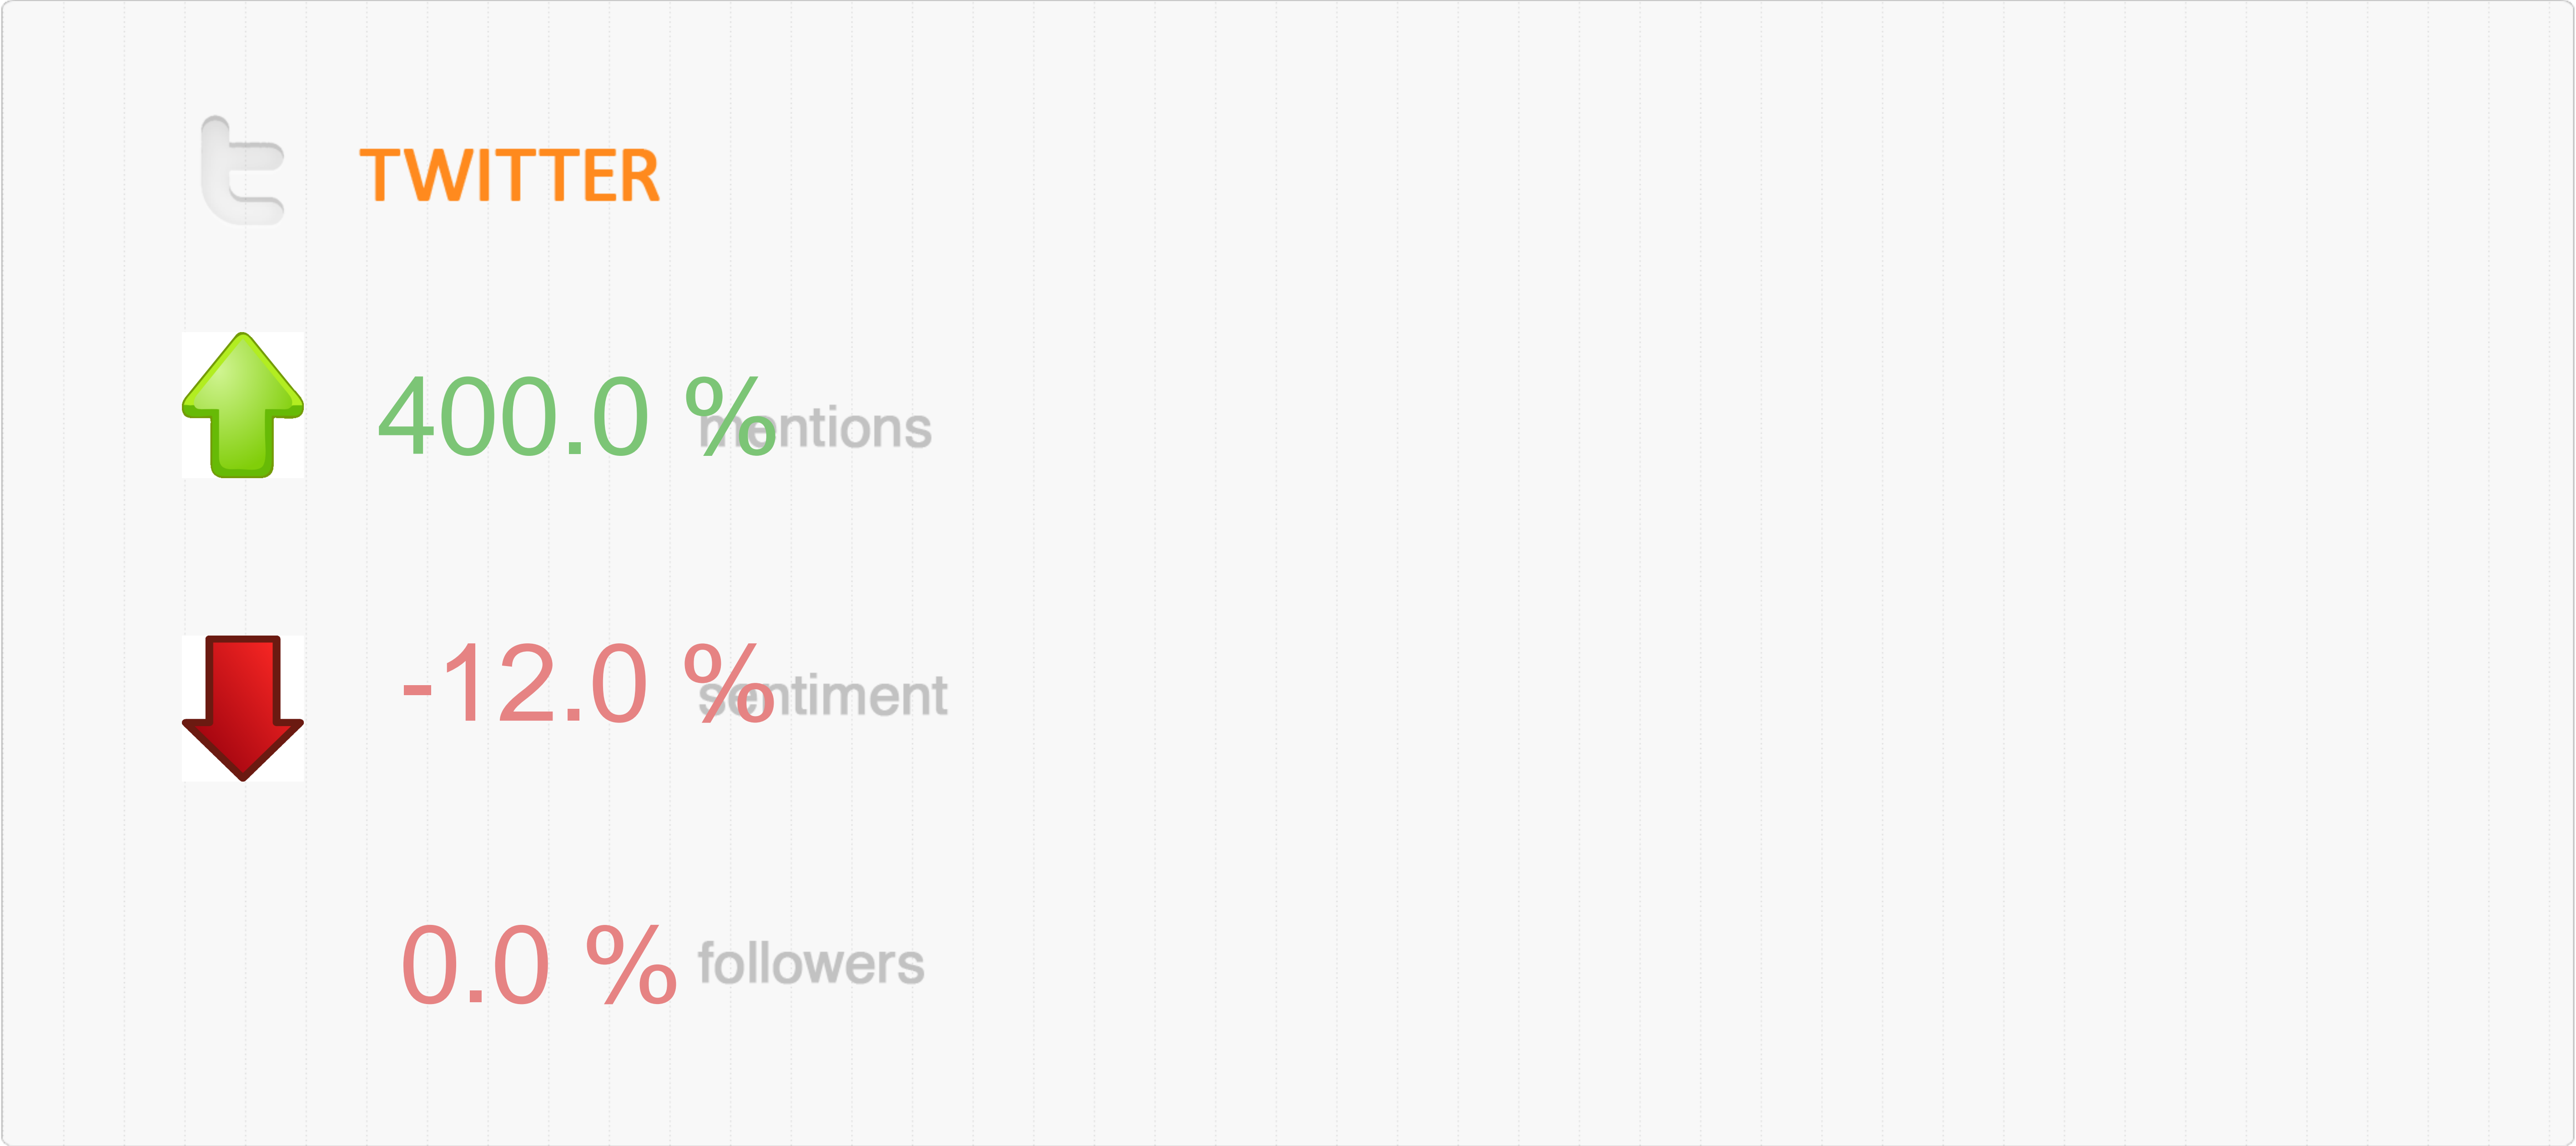 t TWITTER
400.0 % mentions
-12.0 % sentiment
0.0 % followers